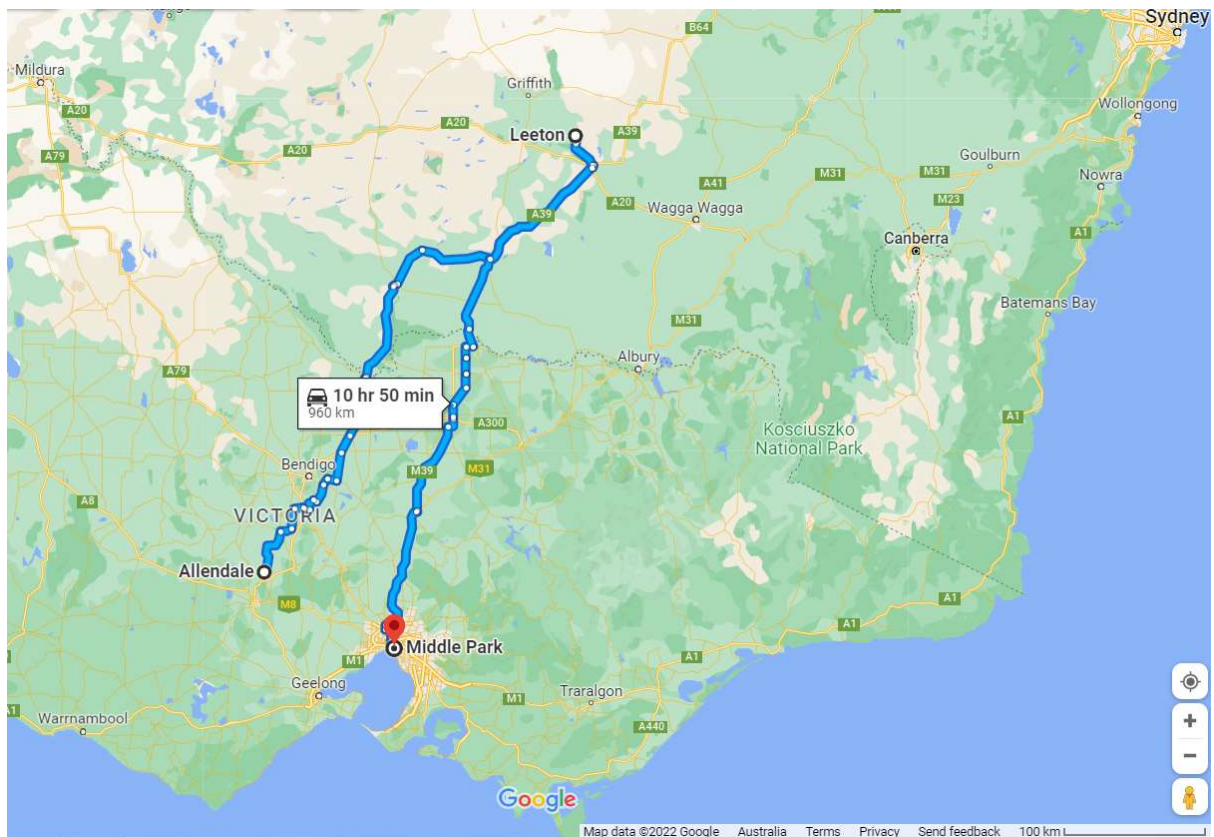 Sydney
Mildura
B64
Griffith
A20
Wollongong
Leeton
A20
A39
A79
A20
M31
Goulburn
Nowra
A41
M23
A20
Wagga Wagga
A39
A1
Canberra
Batemans Bay
M31
Albury
A79
10 hr 50 min
960 km
A1
A300
Kosciuszko
National Park
Bendigo
M39
M31
A8
VICTORIA
Allendale
M8
A1
A1
Middle Park
M1
A1
Geelong
M1
Traralgon
A1
Warrnambool
A440
Google
Map data ©2022 Google Australia Terms Privacy Send feedback 100 km